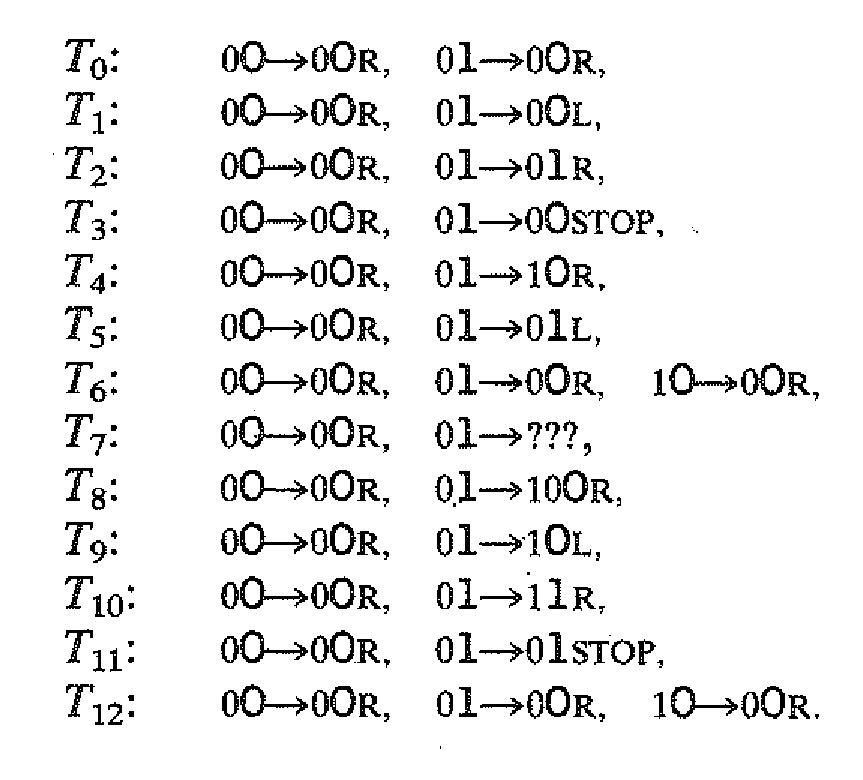 T₀: 00→00R, 01→00R,
T₁: 00→00R, 01→00L,
T₂: 00→00R, 01→01R,
T₃: 00→00R, 01→00STOP,
T₄: 00→00R, 01→10R,
T₅: 00→00R, 01→01L,
T₆: 00→00R, 01→00R, 10→00R,
T₇: 00→00R, 01→???,
T₈: 00→00R, 01→100R,
T₉: 00→00R, 01→10L,
T₁₀: 00→00R, 01→11R,
T₁₁: 00→00R, 01→01STOP,
T₁₂: 00→00R, 01→00R, 10→00R.